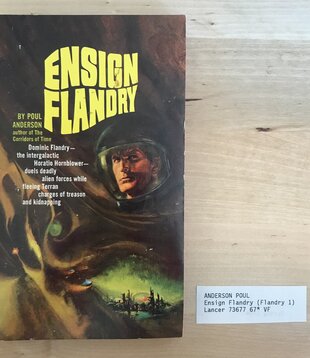 ENSIGN
FLANDRY
BY POUL
ANDERSON
author of The
Corridors of Time
Dominic Flandry—
the intergalactic
Horatio Hornblower—
duels deadly
alien forces while
fleeing Terran
charges of treason
and kidnapping
ANDERSON POUL
Ensign Flandry (Flandry 1)
Lancer 73677 67* VF